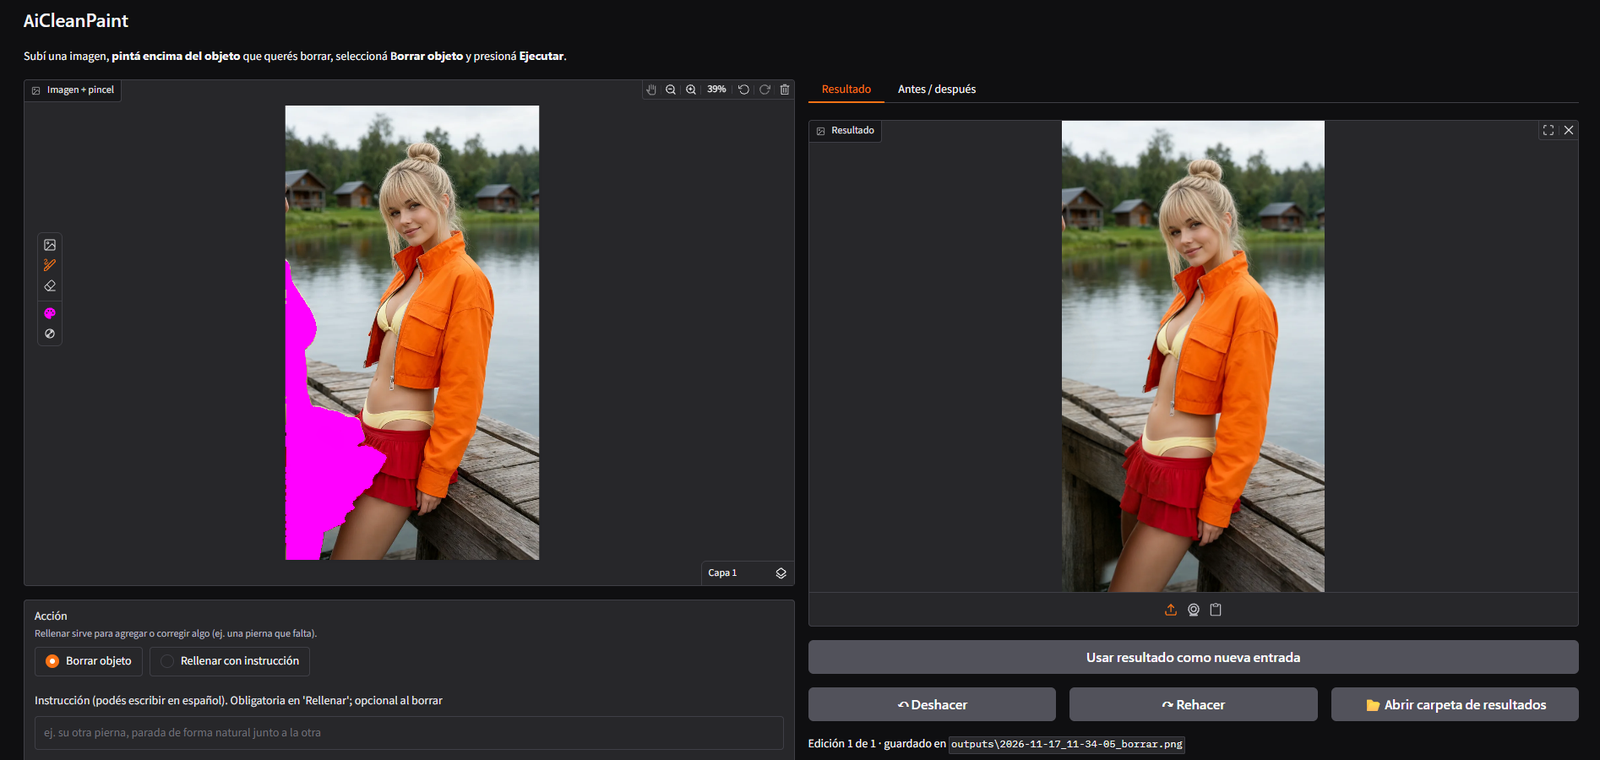 AiCleanPaint
Subí una imagen, pintá encima del objeto que querés borrar, seleccioná Borrar objeto y presioná Ejecutar.
Imagen + pincel
39%
Capa 1
Acción
Rellenar sirve para agregar o corregir algo (ej. una pierna que falta).
Borrar objeto
Rellenar con instrucción
Instrucción (podés escribir en español). Obligatoria en 'Rellenar'; opcional al borrar
ej. su otra pierna, parada de forma natural junto a la otra
Resultado
Antes / después
Resultado
Usar resultado como nueva entrada
Deshacer
Rehacer
Abrir carpeta de resultados
Edición 1 de 1 · guardado en outputs\2026-11-17_11-34-05_borrar.png